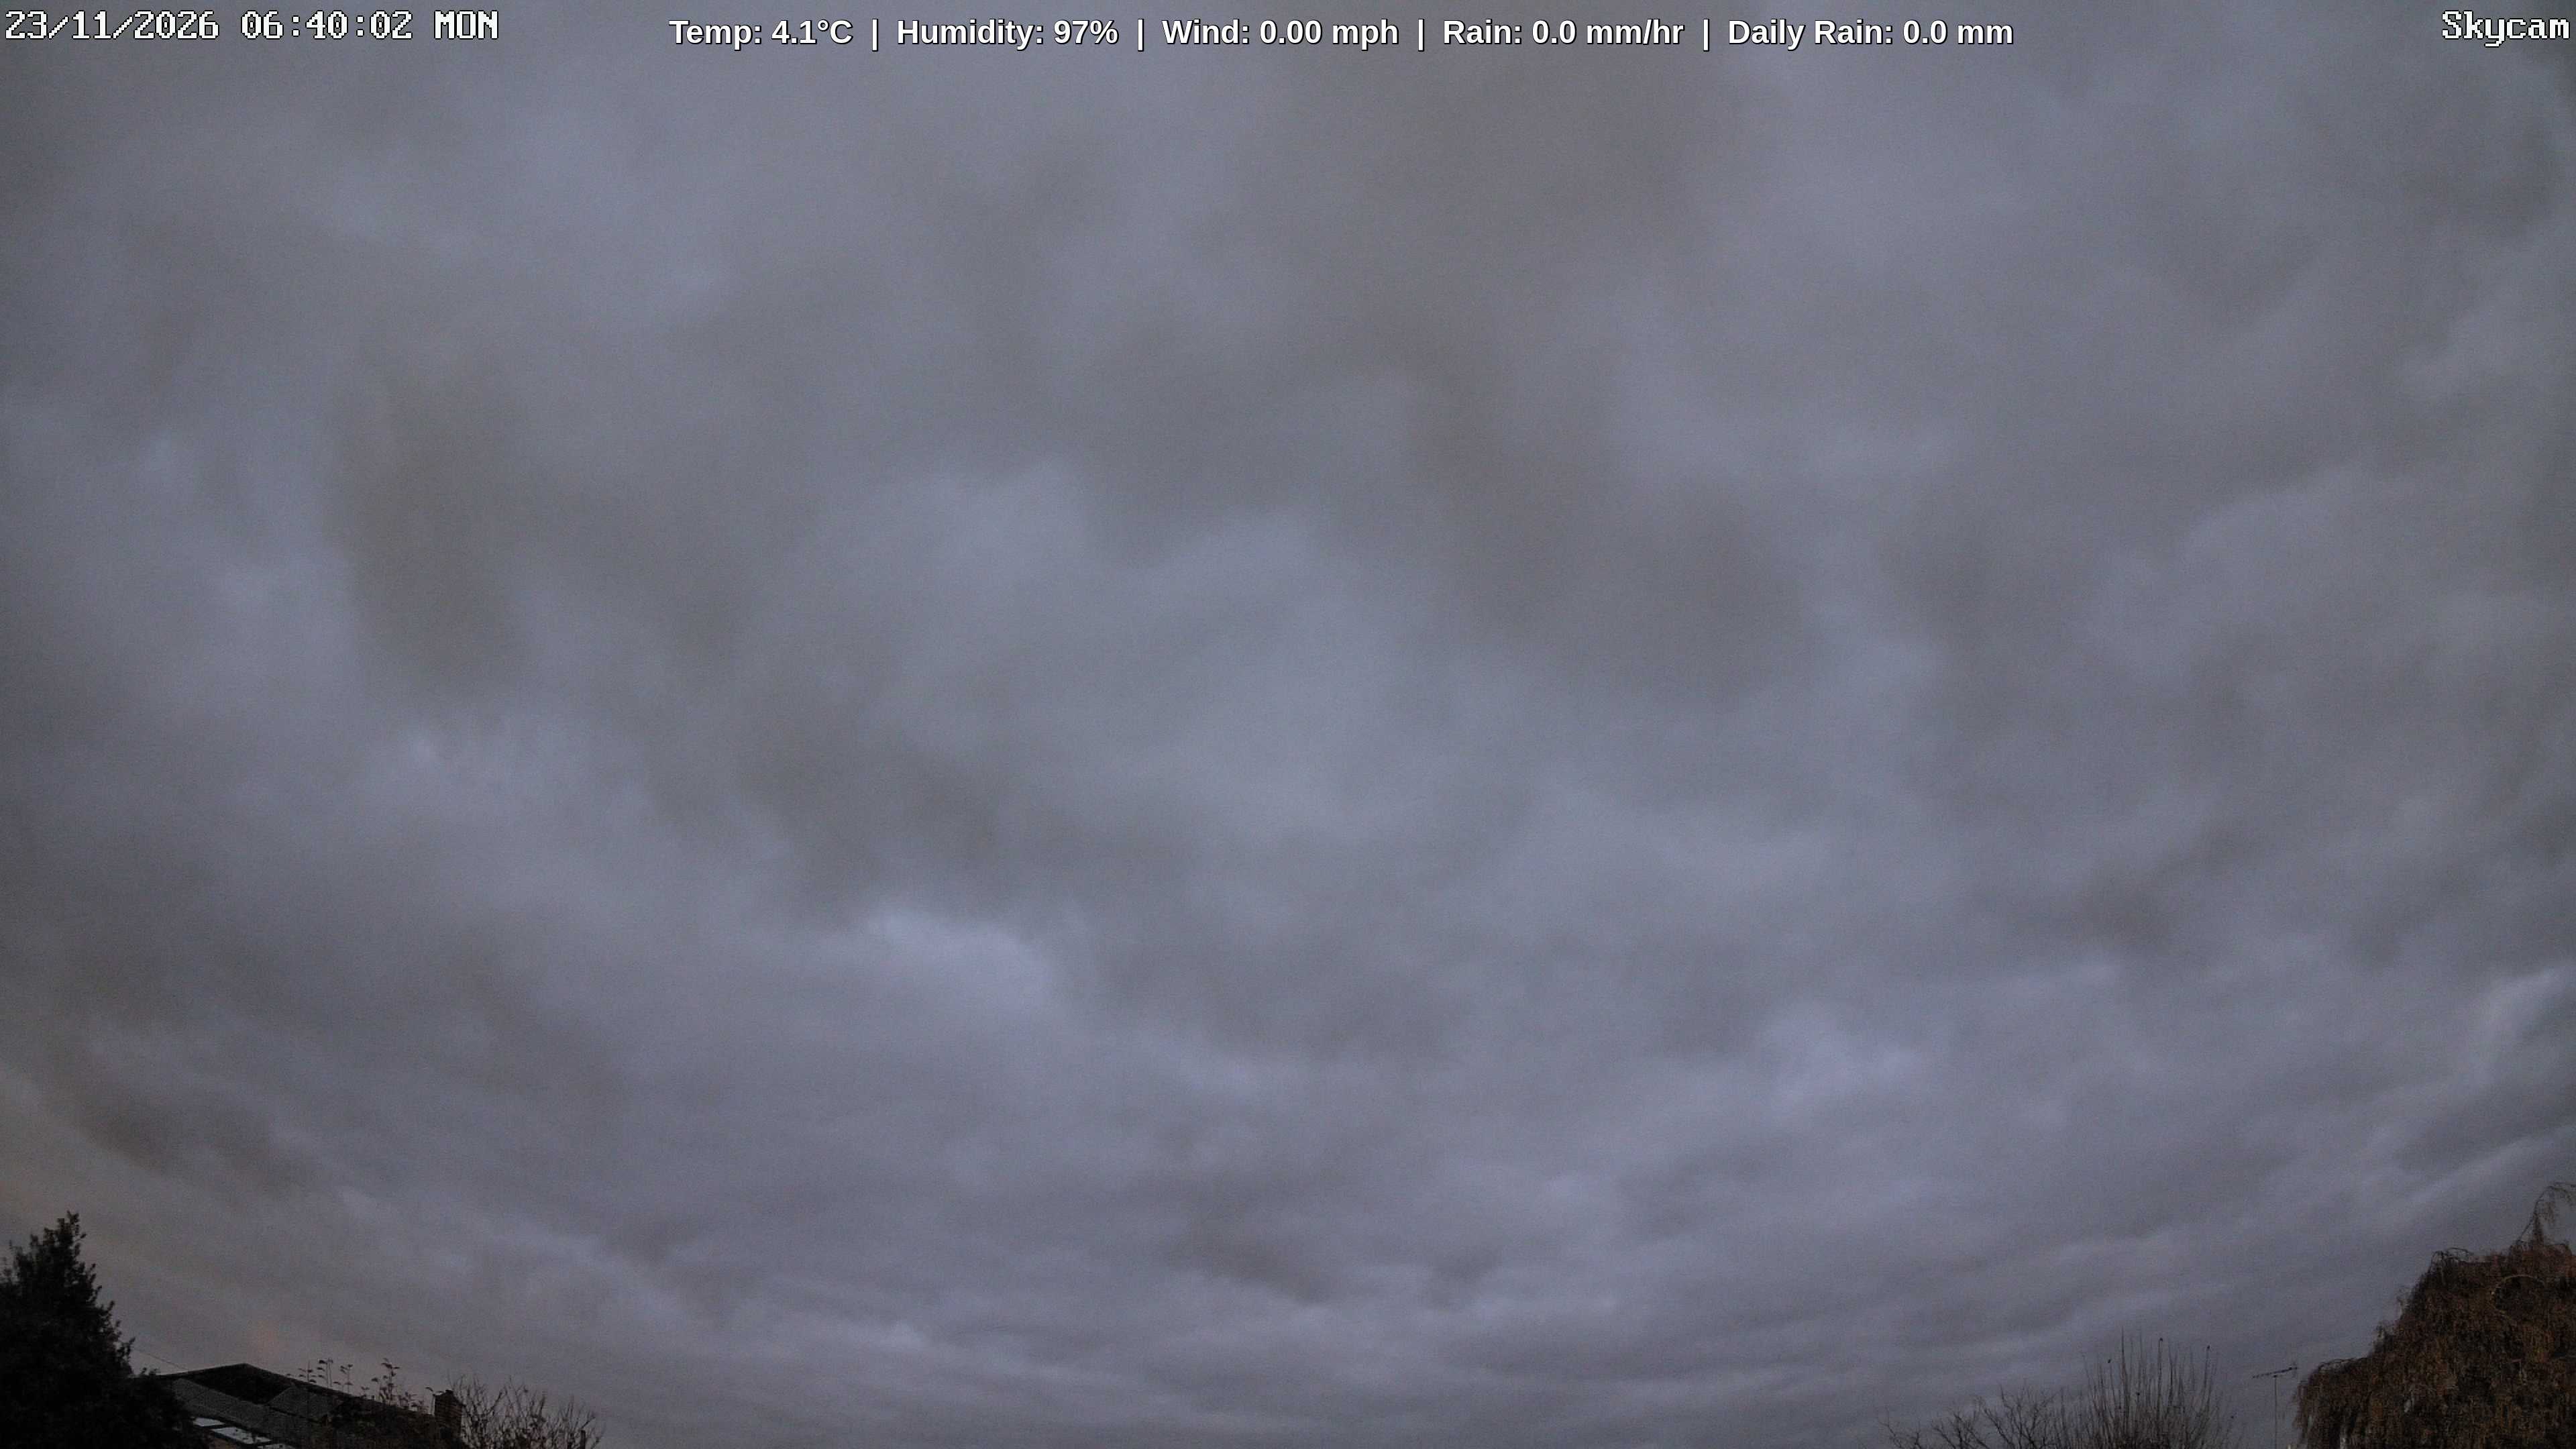 23/11/2026 06:40:02 MON
Temp: 4.1°C | Humidity: 97% | Wind: 0.00 mph | Rain: 0.0 mm/hr | Daily Rain: 0.0 mm
Skycam